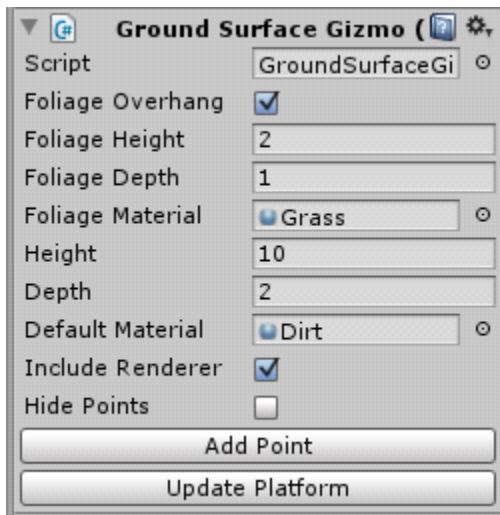 Ground Surface Gizmo (
Script GroundSurfaceGi
Foliage Overhang
Foliage Height 2
Foliage Depth 1
Foliage Material Grass
Height 10
Depth 2
Default Material Dirt
Include Renderer
Hide Points
Add Point
Update Platform